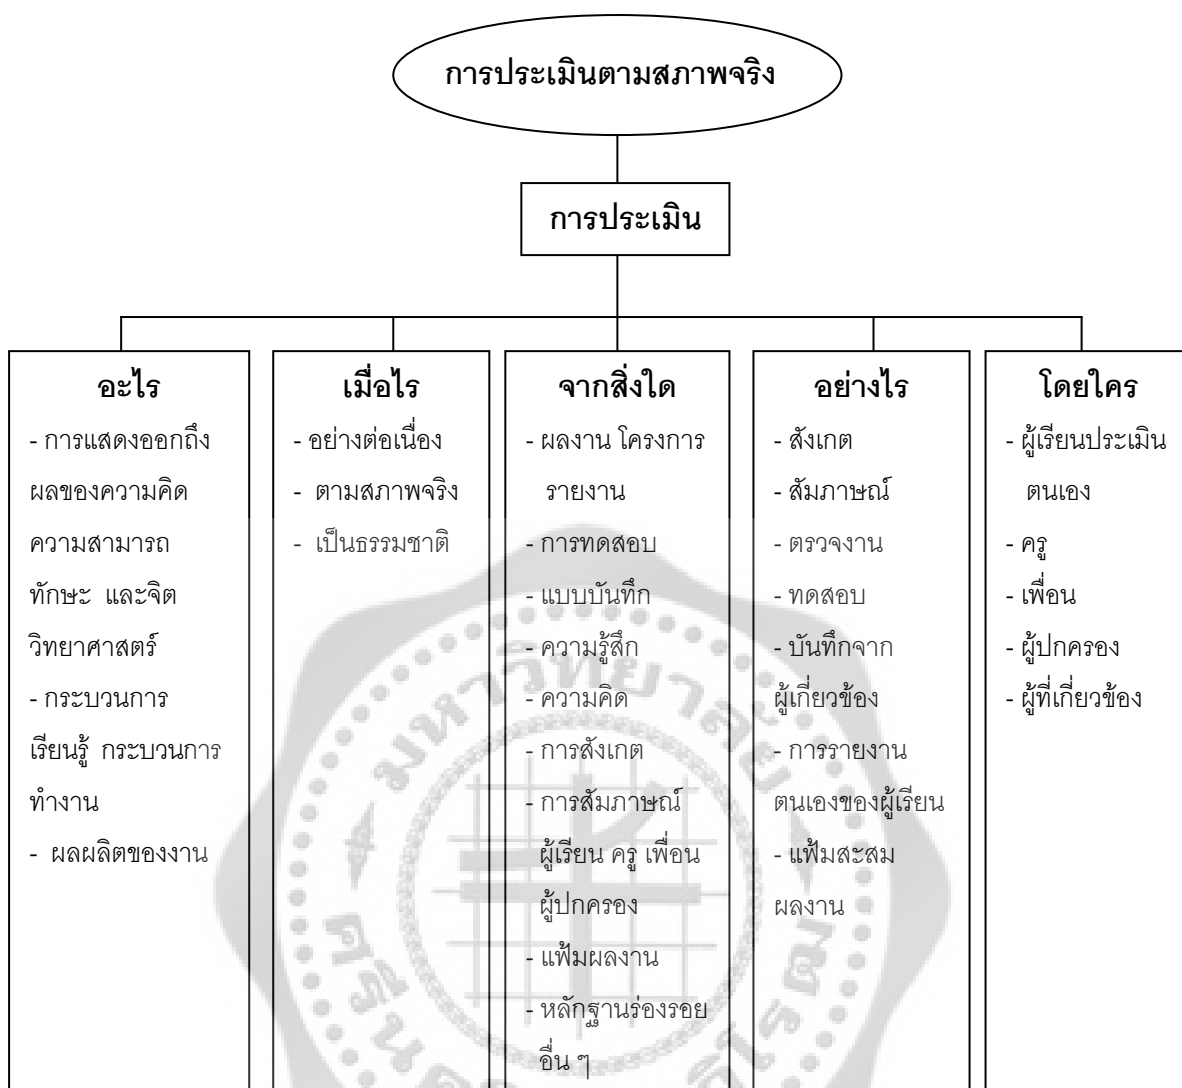 การประเมินตามสภาพจริง
การประเมิน
อะไร
- การแสดงออกถึง
ผลของความคิด
ความสามารถ
ทักษะ และจิต
วิทยาศาสตร์
- กระบวนการ
เรียนรู้ กระบวนการ
ทำงาน
- ผลผลิตของงาน
เมื่อไร
- อย่างต่อเนื่อง
- ตามสภาพจริง
- เป็นธรรมชาติ
จากสิ่งใด
- ผลงาน โครงการ
รายงาน
- การทดสอบ
- แบบบันทึก
- ความรู้สึก
- ความคิด
- การสังเกต
- การสัมภาษณ์
ผู้เรียน ครู เพื่อน
ผู้ปกครอง
- แฟ้มผลงาน
- หลักฐานร่องรอย
อื่น ๆ
อย่างไร
- สังเกต
- สัมภาษณ์
- ตรวจงาน
- ทดสอบ
- บันทึกจาก
ผู้เกี่ยวข้อง
- การรายงาน
ตนเองของผู้เรียน
- แฟ้มสะสม
ผลงาน
โดยใคร
- ผู้เรียนประเมิน
ตนเอง
- ครู
- เพื่อน
- ผู้ปกครอง
- ผู้ที่เกี่ยวข้อง
มหาวิทยาลัย